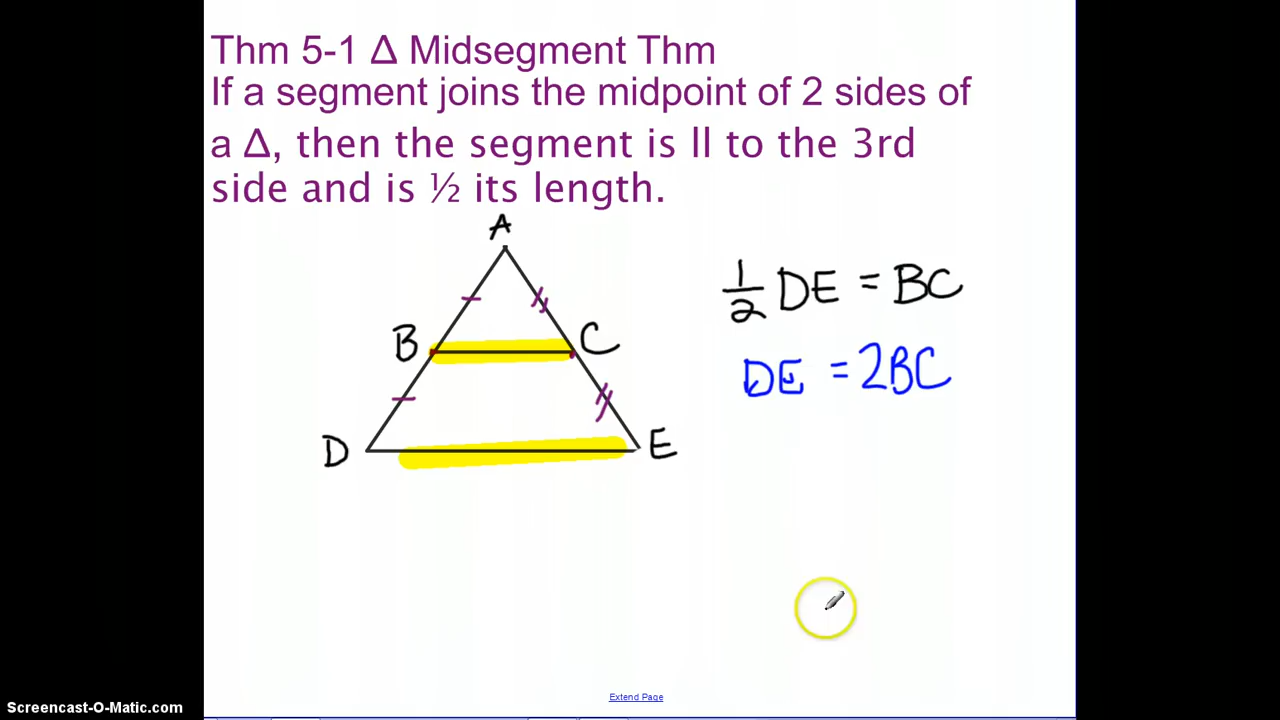 Thm 5-1 Δ Midsegment Thm
If a segment joins the midpoint of 2 sides of
a Δ, then the segment is ll to the 3rd
side and is ½ its length.
A
1/2 DE = BC
B C
DE = 2BC
D E
Extend Page
Screencast-O-Matic.com